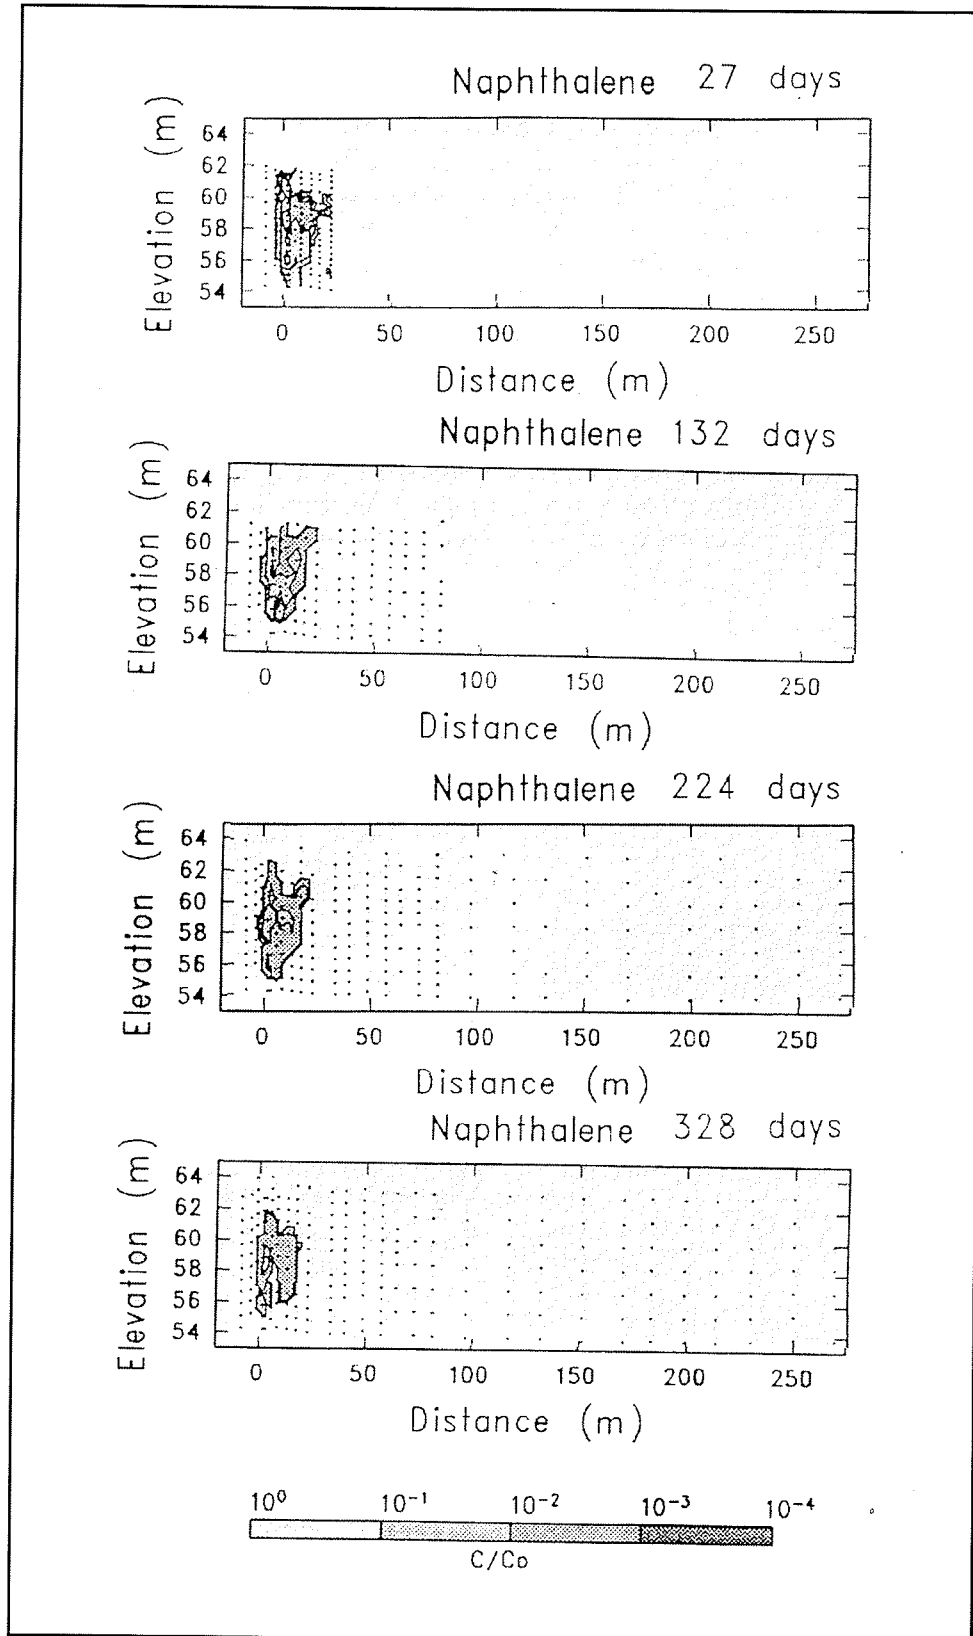 Naphthalene 27 days
Elevation (m)
64
62
60
58
56
54
0 50 100 150 200 250
Distance (m)
Naphthalene 132 days
Elevation (m)
64
62
60
58
56
54
0 50 100 150 200 250
Distance (m)
Naphthalene 224 days
Elevation (m)
64
62
60
58
56
54
0 50 100 150 200 250
Distance (m)
Naphthalene 328 days
Elevation (m)
64
62
60
58
56
54
0 50 100 150 200 250
Distance (m)
10⁰ 10⁻¹ 10⁻² 10⁻³ 10⁻⁴
C/Co